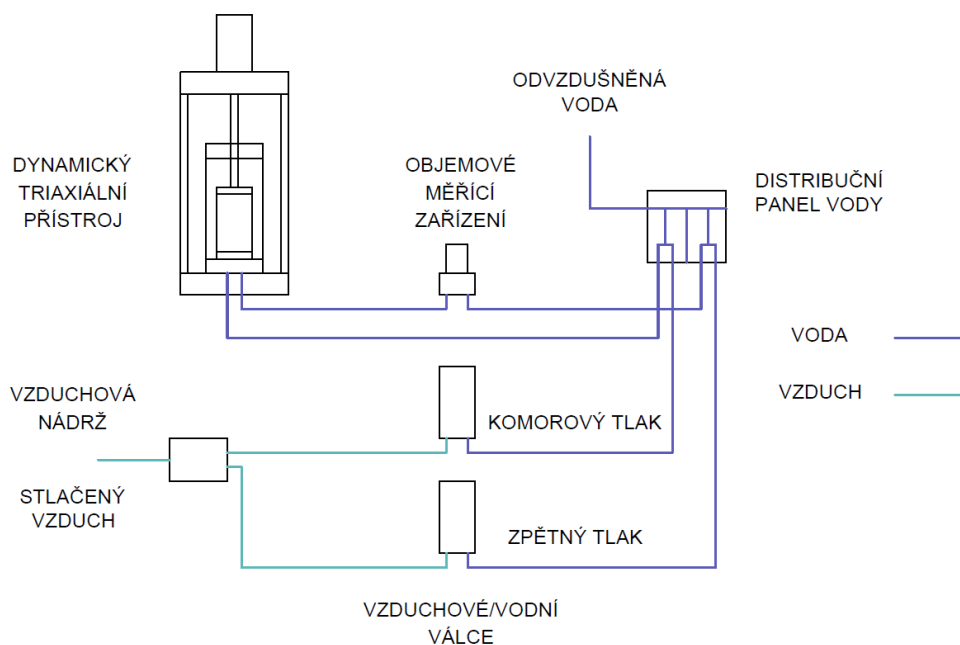 ODVZDUŠNĚNÁ
VODA
DYNAMICKÝ
TRIAXIÁLNÍ
PŘÍSTROJ
OBJEMOVÉ
MĚŘÍCÍ
ZAŘÍZENÍ
DISTRIBUČNÍ
PANEL VODY
VODA
VZDUCH
VZDUCHOVÁ
NÁDRŽ
KOMOROVÝ TLAK
STLAČENÝ
VZDUCH
ZPĚTNÝ TLAK
VZDUCHOVÉ/VODNÍ
VÁLCE